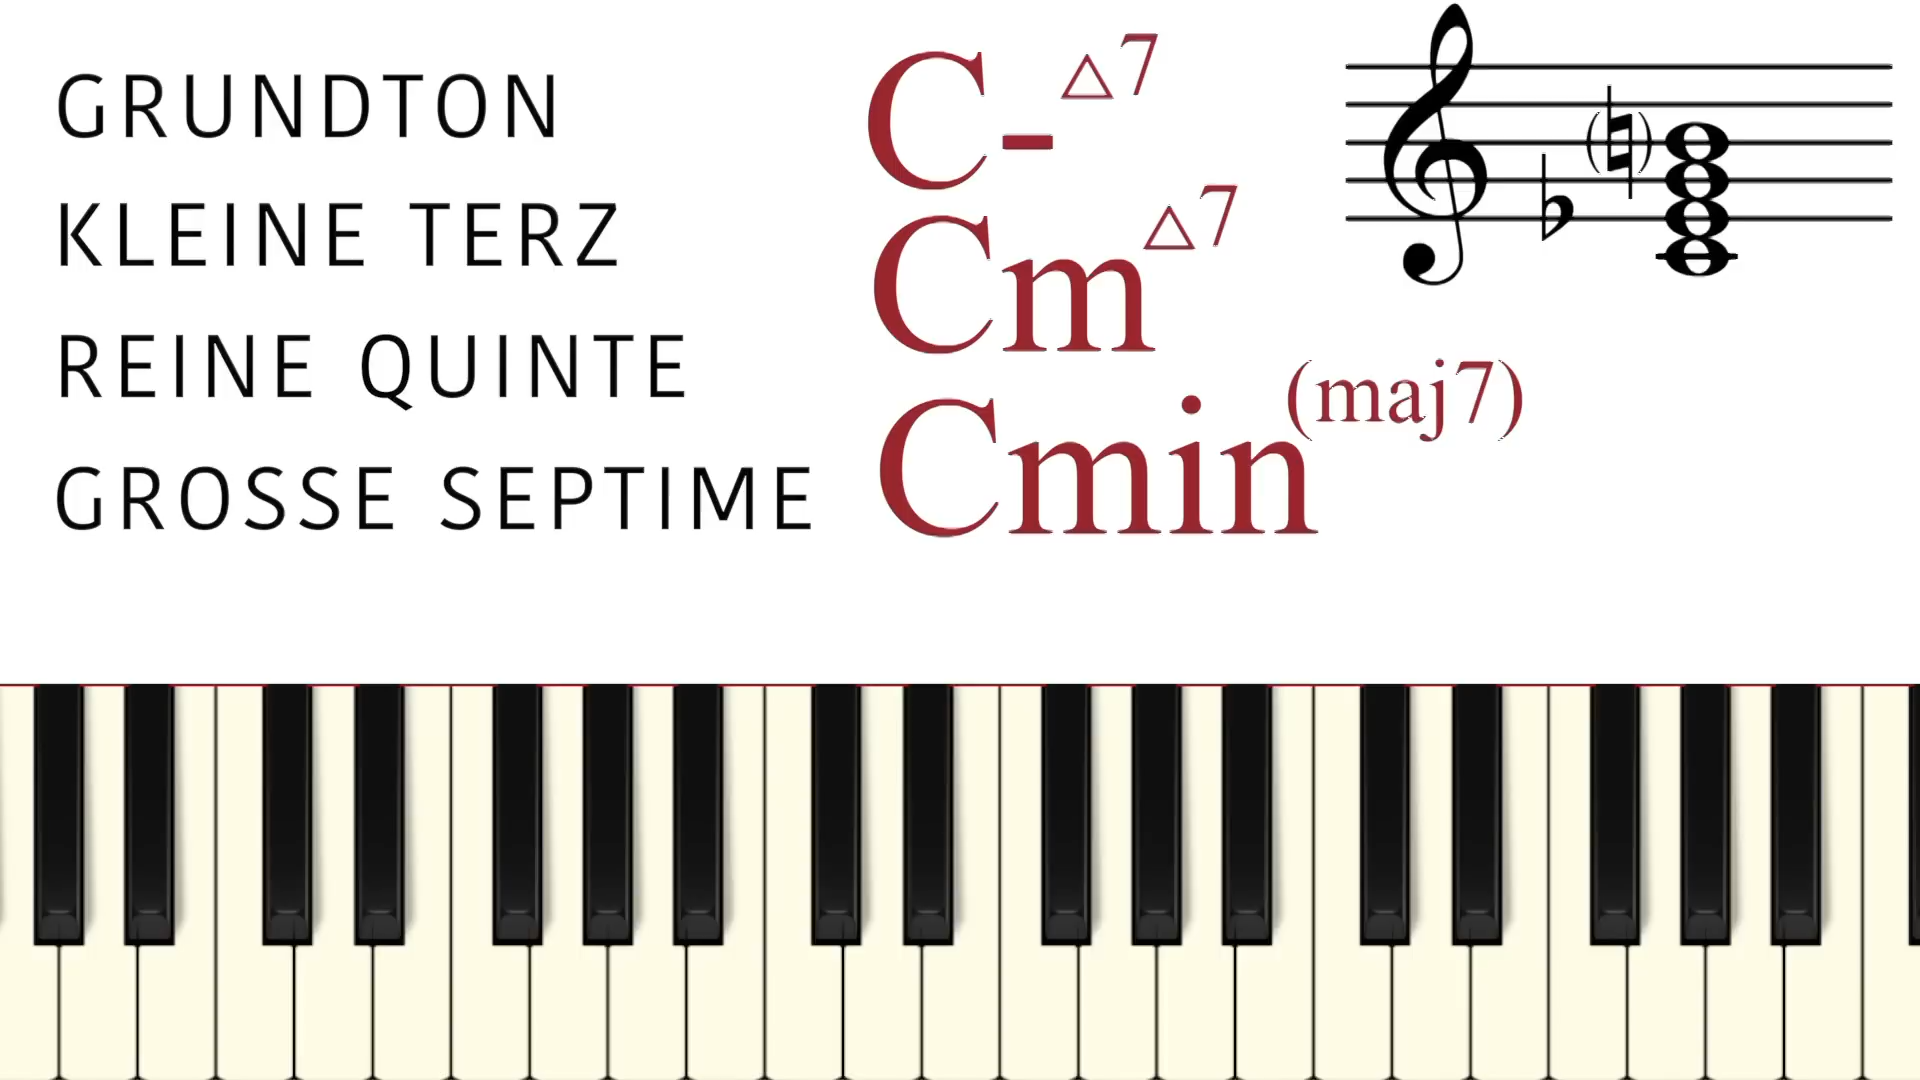 GRUNDTON
KLEINE TERZ
REINE QUINTE
GROSSE SEPTIME
C-△7
Cm△7
Cmin(maj7)